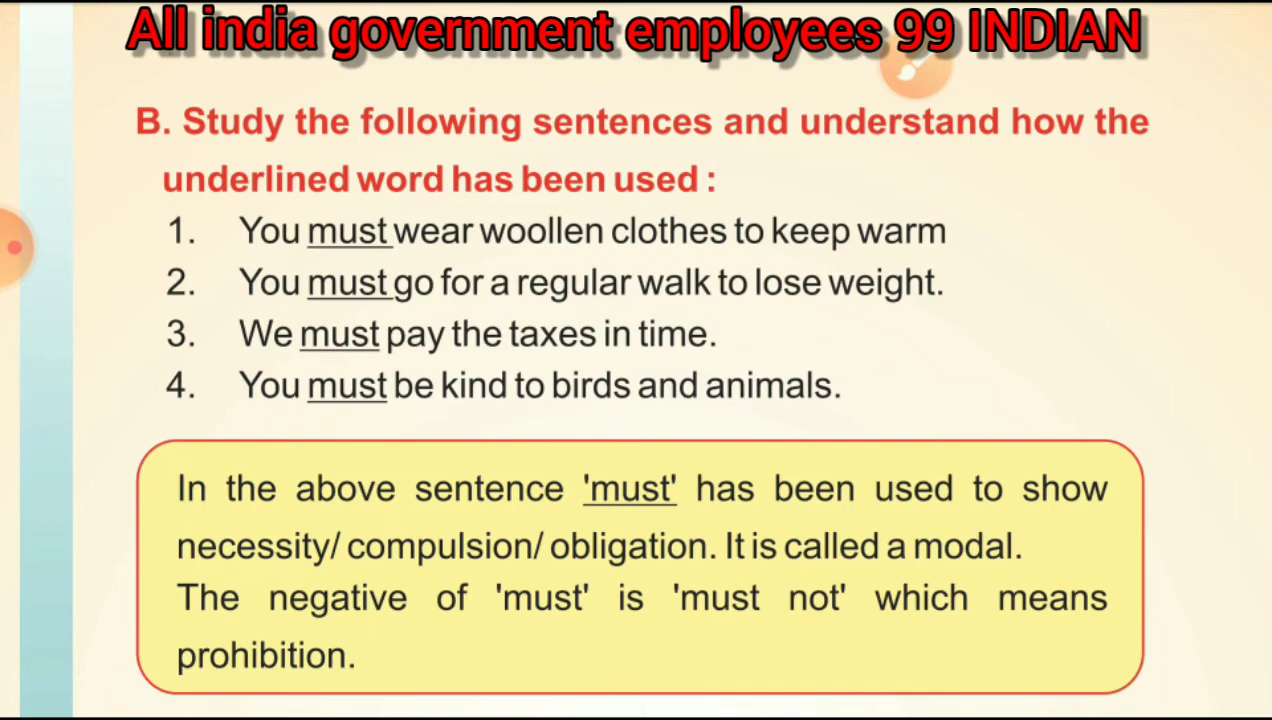 All india government employees 99 INDIAN
B. Study the following sentences and understand how the
underlined word has been used :
1. You must wear woollen clothes to keep warm
2. You must go for a regular walk to lose weight.
3. We must pay the taxes in time.
4. You must be kind to birds and animals.
In the above sentence 'must' has been used to show
necessity/ compulsion/ obligation. It is called a modal.
The negative of 'must' is 'must not' which means
prohibition.